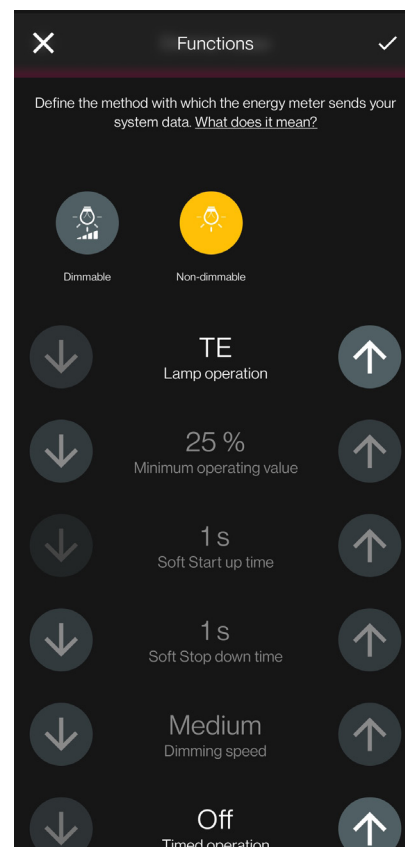 Functions
Define the method with which the energy meter sends your
system data. What does it mean?
Dimmable
Non-dimmable
TE
Lamp operation
25 %
Minimum operating value
1 s
Soft Start up time
1 s
Soft Stop down time
Medium
Dimming speed
Off
Timed operation